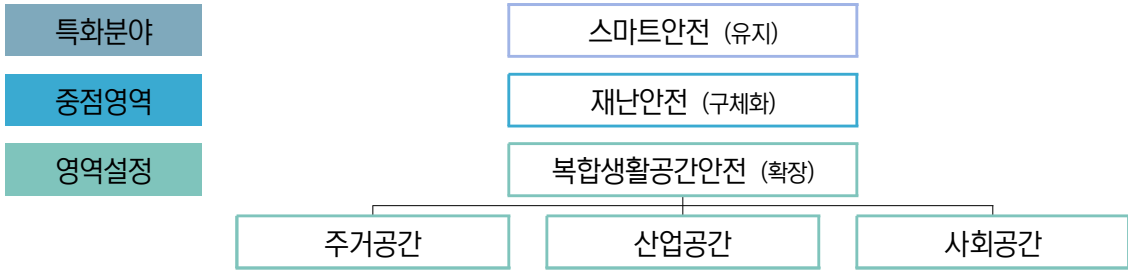 특화분야
스마트안전 (유지)
중점영역
재난안전 (구체화)
영역설정
복합생활공간안전 (확장)
주거공간
산업공간
사회공간